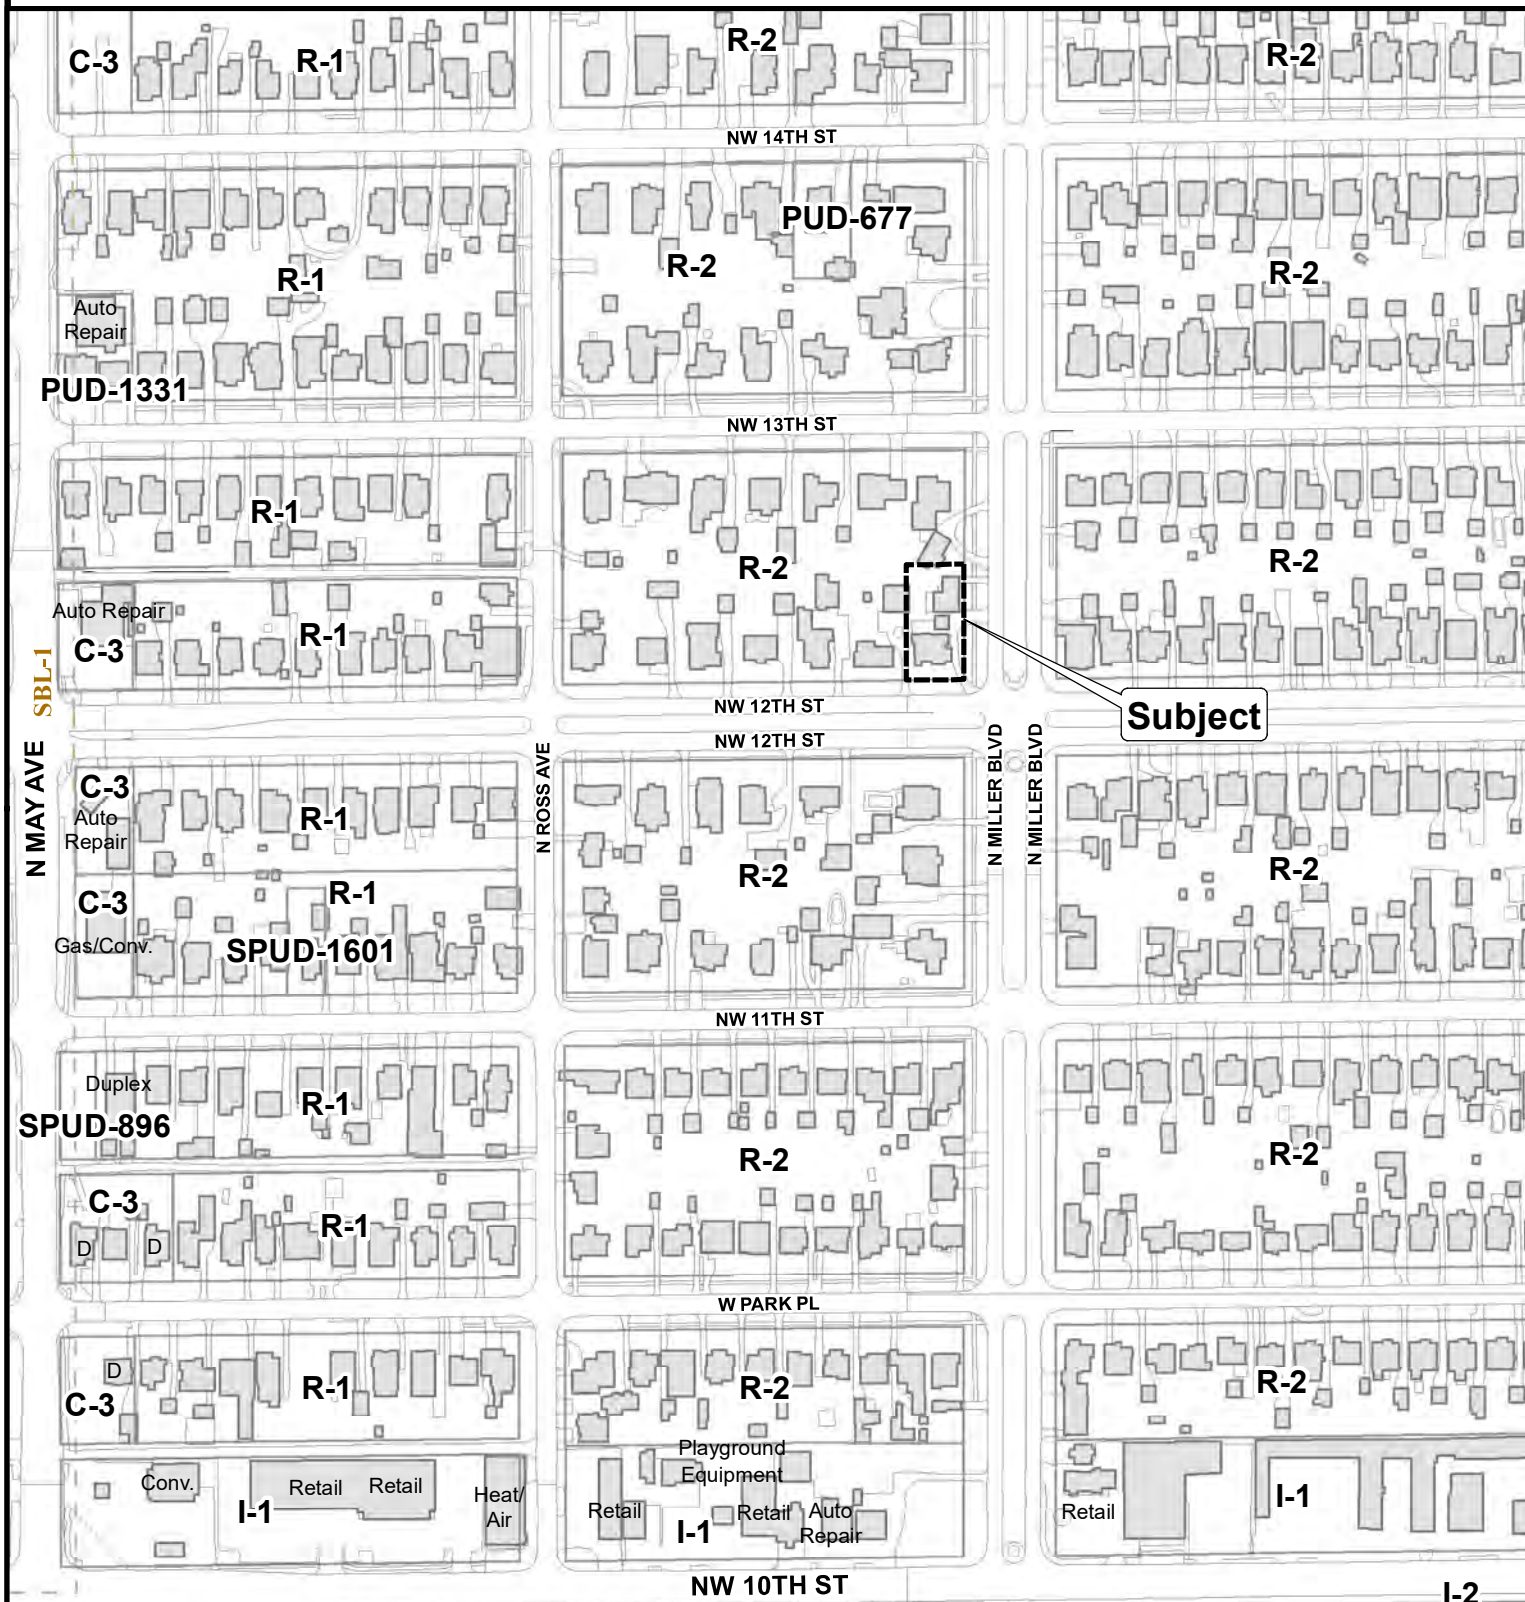 C-3
R-1
R-2
R-2
NW 14TH ST
PUD-677
R-1
R-2
R-2
Auto
Repair
PUD-1331
NW 13TH ST
R-1
R-2
R-2
Auto Repair
C-3
R-1
SBL-1
Subject
NW 12TH ST
NW 12TH ST
N MAY AVE
N ROSS AVE
N MILLER BLVD
N MILLER BLVD
C-3
Auto
Repair
R-1
R-2
R-2
C-3
R-1
Gas/Conv.
SPUD-1601
NW 11TH ST
Duplex
SPUD-896
R-1
R-2
R-2
C-3
D
D
R-1
W PARK PL
D
C-3
R-1
R-2
R-2
Conv.
Retail
Retail
I-1
Heat/
Air
Playground
Equipment
Retail
I-1
Retail
Auto
Repair
Retail
I-1
NW 10TH ST
I-2